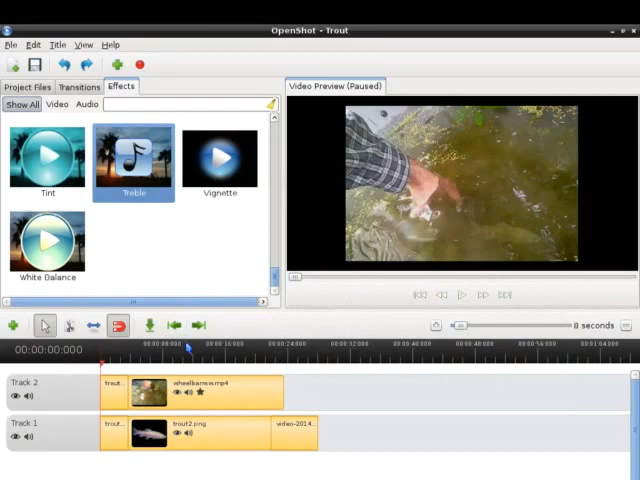 OpenShot - Trout
File Edit Title View Help
Project Files Transitions Effects
Show All Video Audio
Video Preview (Paused)
Tint Treble Vignette
White Balance
8 seconds
00:00:00:000
00:00:08:000 00:00:16:000 00:00:24:000 00:00:32:000 00:00:40:000 00:00:48:000 00:00:56:000 00:01:04:000
Track 2
trout...
wheelbarrow.mp4
Track 1
trout...
trout2.png
video-2014...